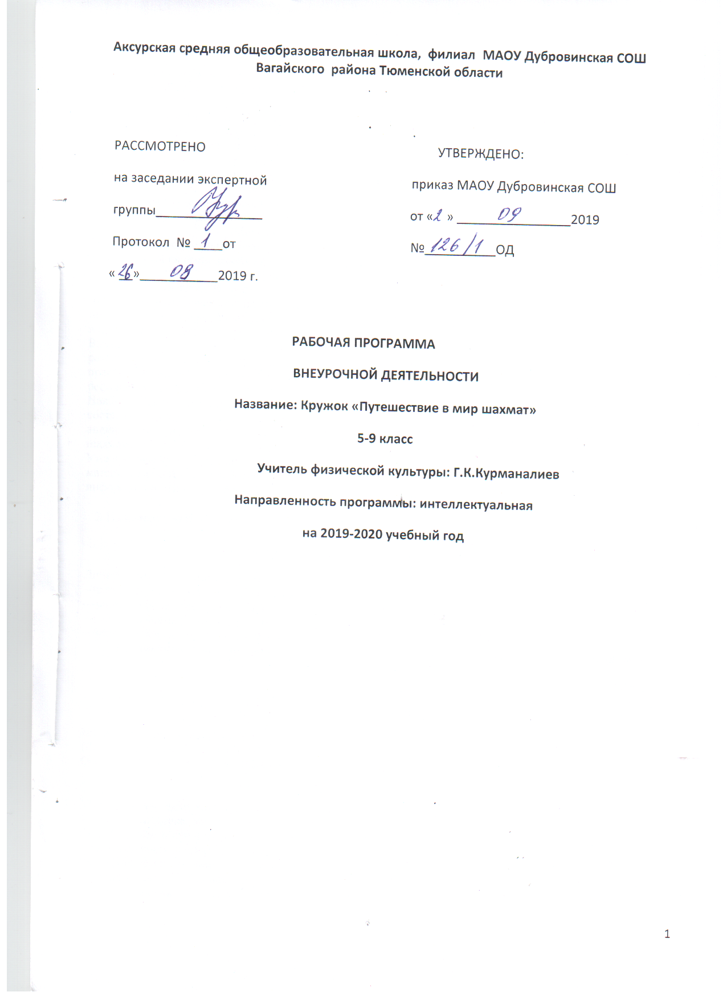 Аксурская средняя общеобразовательная школа, филиал МАОУ Дубровинская СОШ
Вагайского района Тюменской области
РАССМОТРЕНО
на заседании экспертной
группы_______________
Протокол № 1 от
« 26 » 08 2019 г.
УТВЕРЖДЕНО:
приказ МАОУ Дубровинская СОШ
от «2 » 09 2019
№ 126/1 ОД
РАБОЧАЯ ПРОГРАММА
ВНЕУРОЧНОЙ ДЕЯТЕЛЬНОСТИ
Название: Кружок «Путешествие в мир шахмат»
5-9 класс
Учитель физической культуры: Г.К.Курманалиев
Направленность программы: интеллектуальная
на 2019-2020 учебный год
1